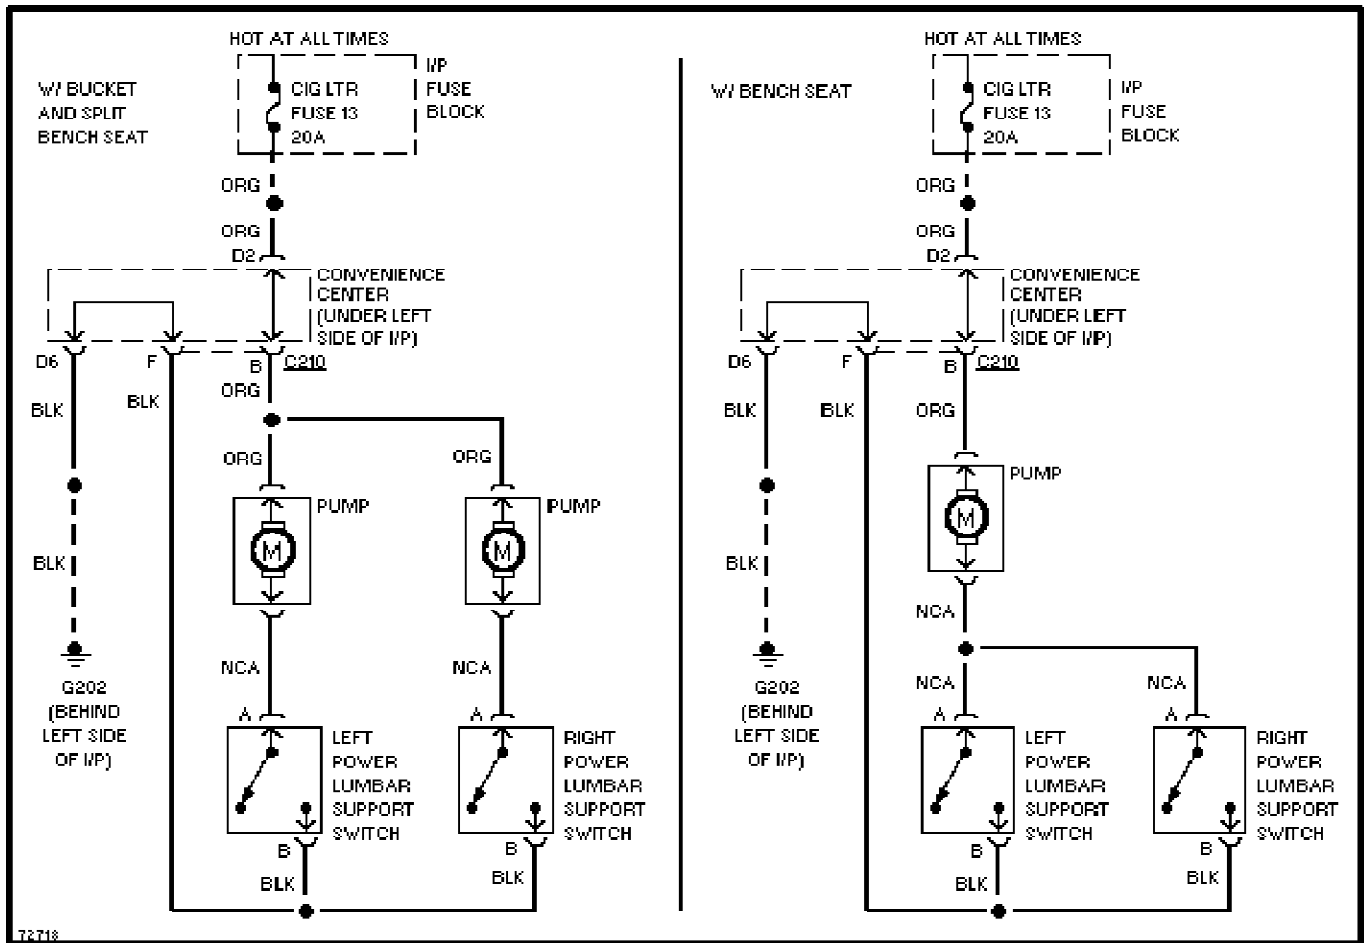 HOT AT ALL TIMES
W/ BUCKET
AND SPLIT
BENCH SEAT
CIG LTR
FUSE 13
20A
I/P
FUSE
BLOCK
ORG
ORG
D2
CONVENIENCE
CENTER
(UNDER LEFT
SIDE OF I/P)
D6
F
B
C210
BLK
BLK
ORG
ORG
ORG
PUMP
PUMP
M
M
BLK
NCA
NCA
G202
(BEHIND
LEFT SIDE
OF I/P)
A
A
LEFT
POWER
LUMBAR
SUPPORT
SWITCH
RIGHT
POWER
LUMBAR
SUPPORT
SWITCH
B
B
BLK
BLK
72718
HOT AT ALL TIMES
W/ BENCH SEAT
CIG LTR
FUSE 13
20A
I/P
FUSE
BLOCK
ORG
ORG
D2
CONVENIENCE
CENTER
(UNDER LEFT
SIDE OF I/P)
D6
F
B
C210
BLK
BLK
ORG
PUMP
M
BLK
NCA
NCA
NCA
G202
(BEHIND
LEFT SIDE
OF I/P)
A
A
LEFT
POWER
LUMBAR
SUPPORT
SWITCH
RIGHT
POWER
LUMBAR
SUPPORT
SWITCH
B
B
BLK
BLK